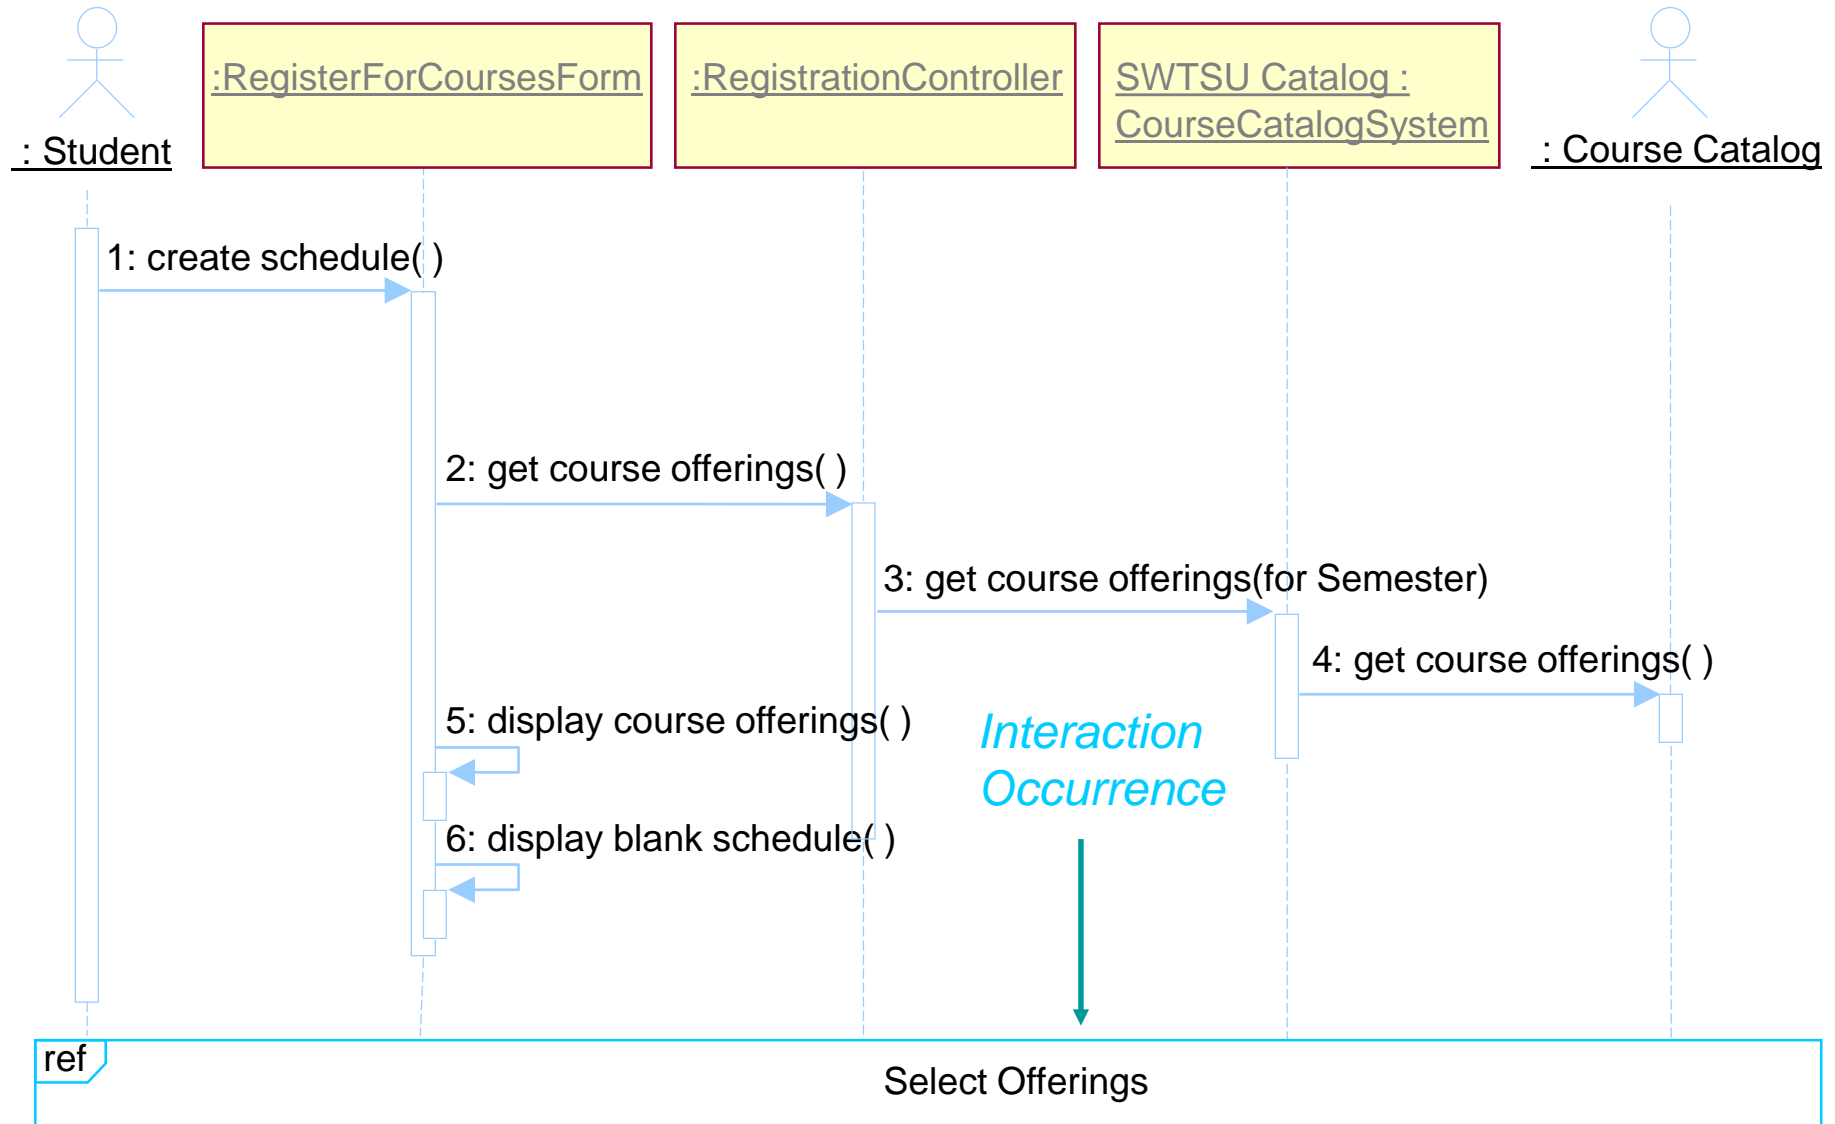 :RegisterForCoursesForm
:RegistrationController
SWTSU Catalog :
CourseCatalogSystem
: Student
: Course Catalog
1: create schedule( )
2: get course offerings( )
3: get course offerings(for Semester)
4: get course offerings( )
5: display course offerings( )
Interaction
Occurrence
6: display blank schedule( )
ref
Select Offerings